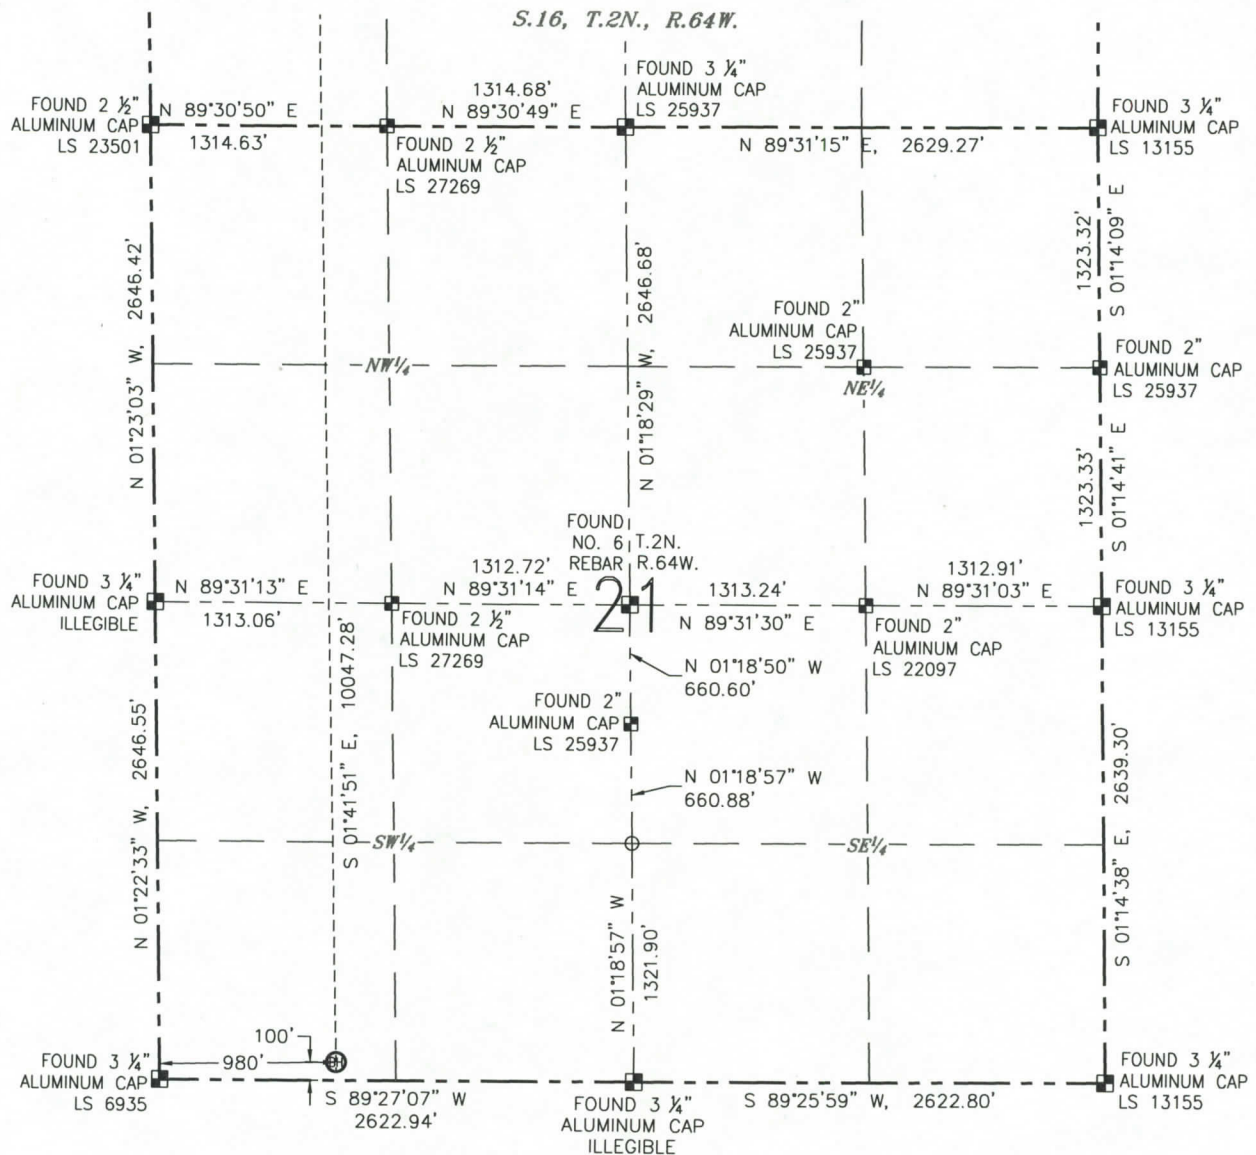 S.16, T.2N., R.64W.
FOUND 2 ½"
ALUMINUM CAP
LS 23501
N 89°30'50" E
1314.63'
1314.68'
N 89°30'49" E
FOUND 2 ½"
ALUMINUM CAP
LS 27269
FOUND 3 ¼"
ALUMINUM CAP
LS 25937
N 89°31'15" E, 2629.27'
FOUND 3 ¼"
ALUMINUM CAP
LS 13155
N 01°23'03" W, 2646.42'
N 01°18'29" W, 2646.68'
1323.32'
S 01°14'09" E
FOUND 2"
ALUMINUM CAP
LS 25937
FOUND 2"
ALUMINUM CAP
LS 25937
NW¼
NE¼
1323.33'
S 01°14'41" E
FOUND 3 ¼"
ALUMINUM CAP
ILLEGIBLE
N 89°31'13" E
1313.06'
1312.72'
N 89°31'14" E
FOUND 2 ½"
ALUMINUM CAP
LS 27269
FOUND
NO. 6
REBAR
T.2N.
R.64W.
21
1313.24'
N 89°31'30" E
1312.91'
N 89°31'03" E
FOUND 2"
ALUMINUM CAP
LS 22097
FOUND 3 ¼"
ALUMINUM CAP
LS 13155
N 01°18'50" W
660.60'
FOUND 2"
ALUMINUM CAP
LS 25937
N 01°18'57" W
660.88'
N 01°22'33" W, 2646.55'
S 01°41'51" E, 10047.28'
S 01°14'38" E, 2639.30'
SW¼
SE¼
N 01°18'57" W
1321.90'
100'
980'
FOUND 3 ¼"
ALUMINUM CAP
LS 6935
S 89°27'07" W
2622.94'
FOUND 3 ¼"
ALUMINUM CAP
ILLEGIBLE
S 89°25'59" W, 2622.80'
FOUND 3 ¼"
ALUMINUM CAP
LS 13155